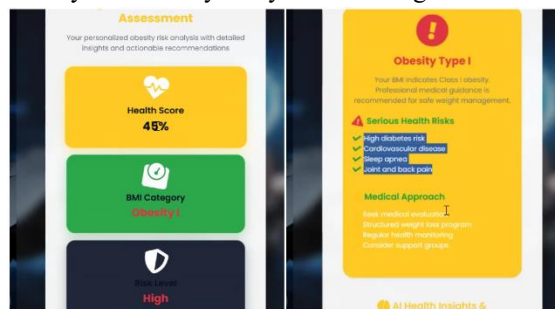 Assessment
Your personalized obesity risk analysis with detailed
insights and actionable recommendations
Health Score
45%
BMI Category
Obesity I
Risk Level
High
Obesity Type I
Your BMI indicates Class I obesity.
Professional medical guidance is
recommended for safe weight management.
Serious Health Risks
High diabetes risk
Cardiovascular disease
Sleep apnea
Joint and back pain
Medical Approach
Seek medical evaluation
Structured weight loss program
Regular health monitoring
Consider support groups
AI Health Insights &